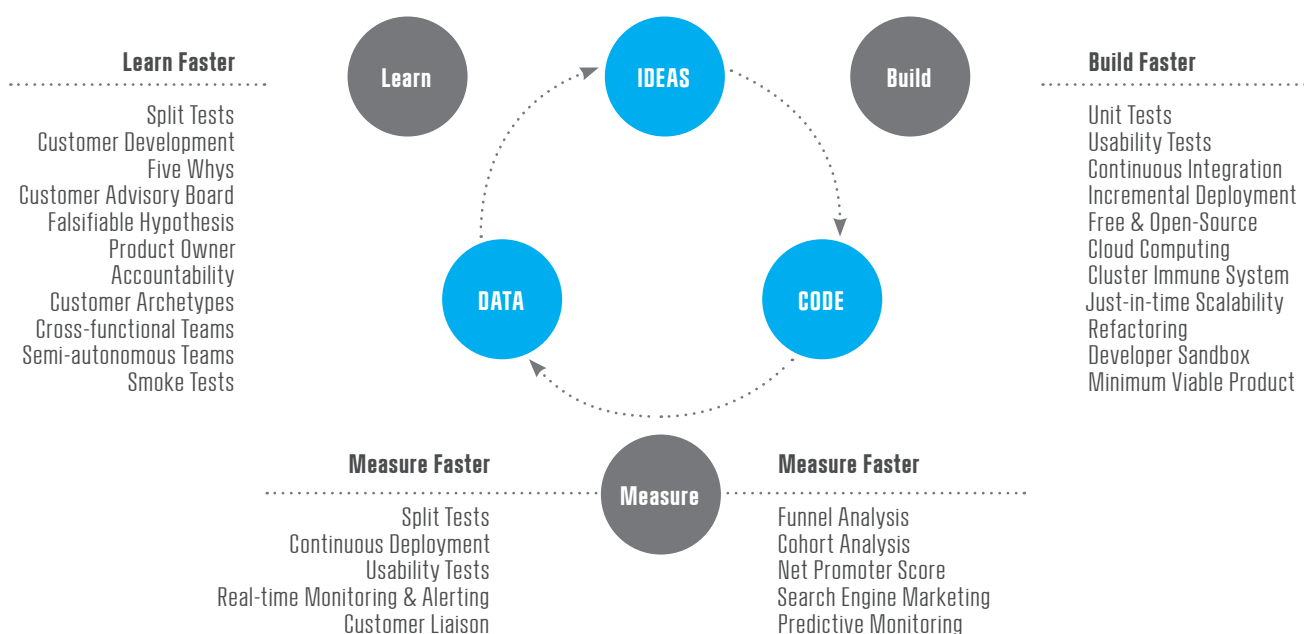 Learn Faster
Split Tests
Customer Development
Five Whys
Customer Advisory Board
Falsifiable Hypothesis
Product Owner
Accountability
Customer Archetypes
Cross-functional Teams
Semi-autonomous Teams
Smoke Tests
Learn
IDEAS
Build
DATA
CODE
Build Faster
Unit Tests
Usability Tests
Continuous Integration
Incremental Deployment
Free & Open-Source
Cloud Computing
Cluster Immune System
Just-in-time Scalability
Refactoring
Developer Sandbox
Minimum Viable Product
Measure Faster
Split Tests
Continuous Deployment
Usability Tests
Real-time Monitoring & Alerting
Customer Liaison
Measure
Measure Faster
Funnel Analysis
Cohort Analysis
Net Promoter Score
Search Engine Marketing
Predictive Monitoring